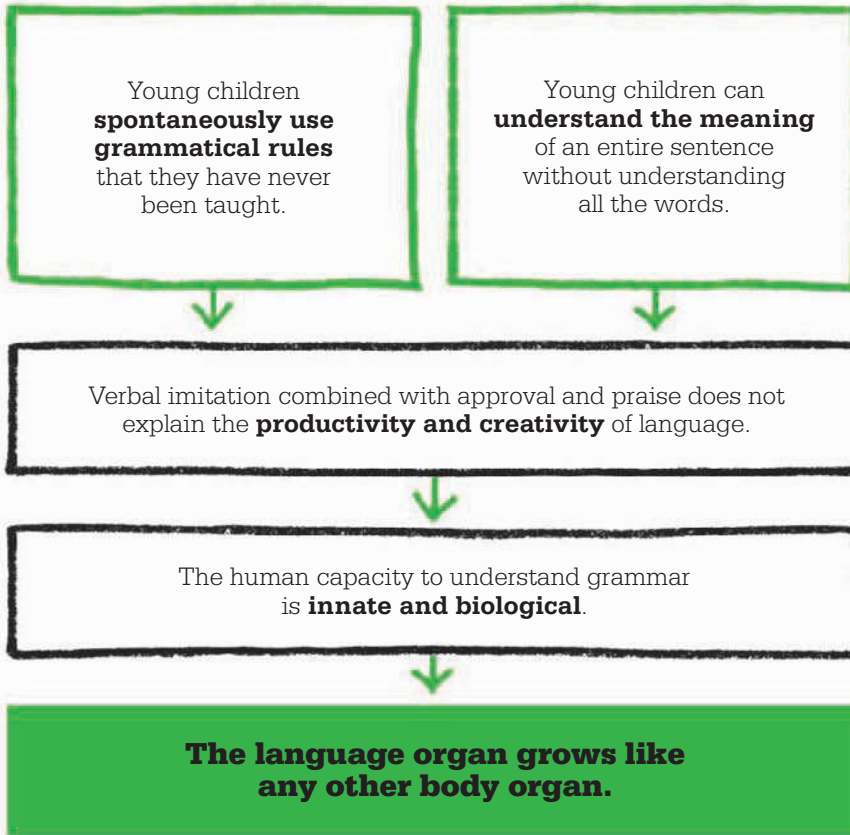 Young children
spontaneously use
grammatical rules
that they have never
been taught.
Young children can
understand the meaning
of an entire sentence
without understanding
all the words.
Verbal imitation combined with approval and praise does not
explain the productivity and creativity of language.
The human capacity to understand grammar
is innate and biological.
The language organ grows like
any other body organ.